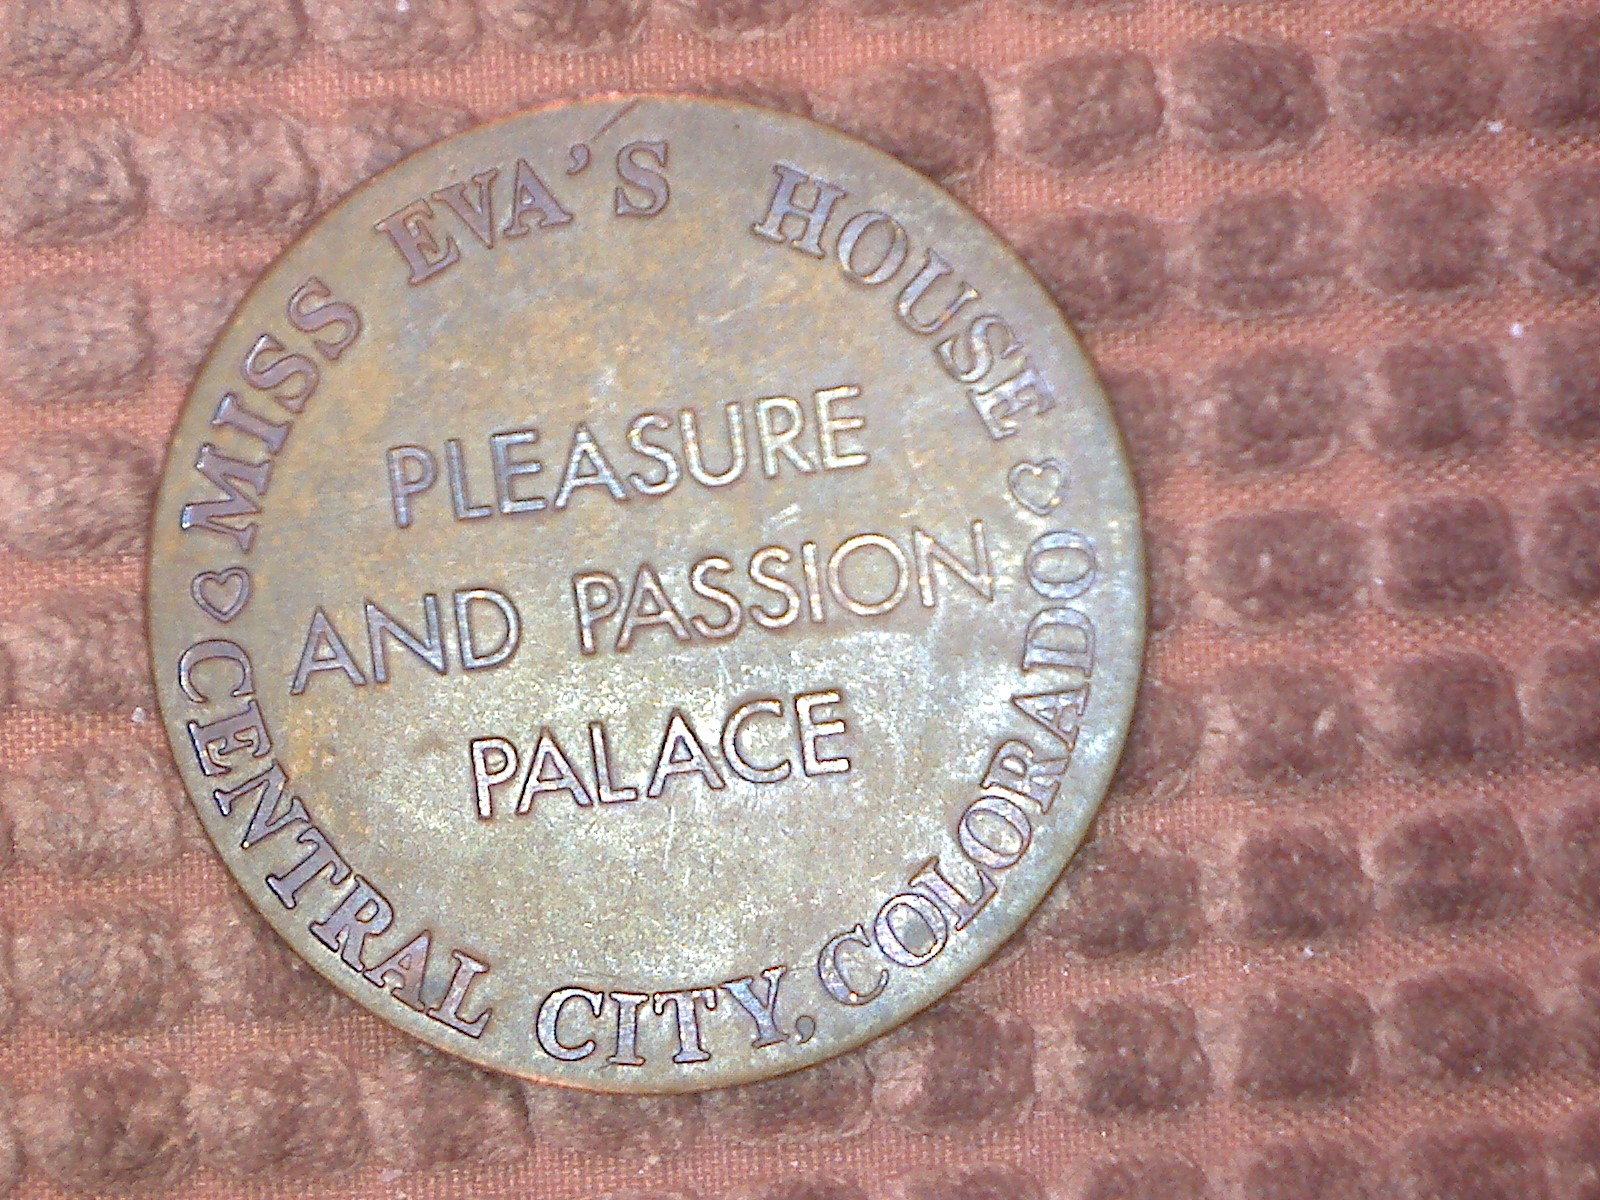 MISS EVA'S HOUSE
PLEASURE
AND PASSION
PALACE
CENTRAL CITY, COLORADO